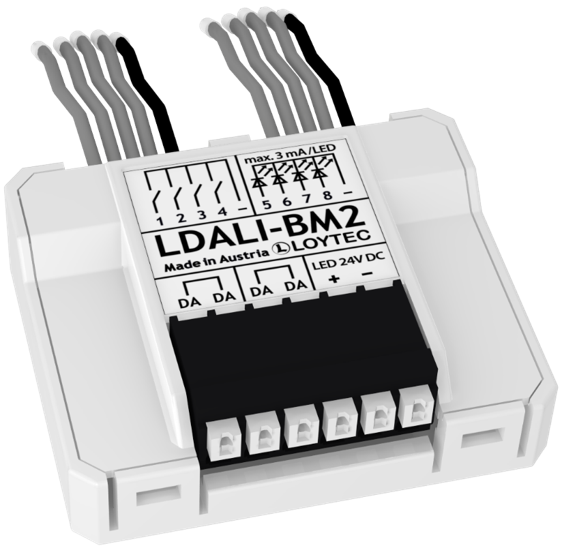 max. 3 mA/LED
1 2 3 4 – 5 6 7 8 –
LDALI-BM2
Made in Austria L LOYTEC
DA DA DA DA LED 24V DC
+ –